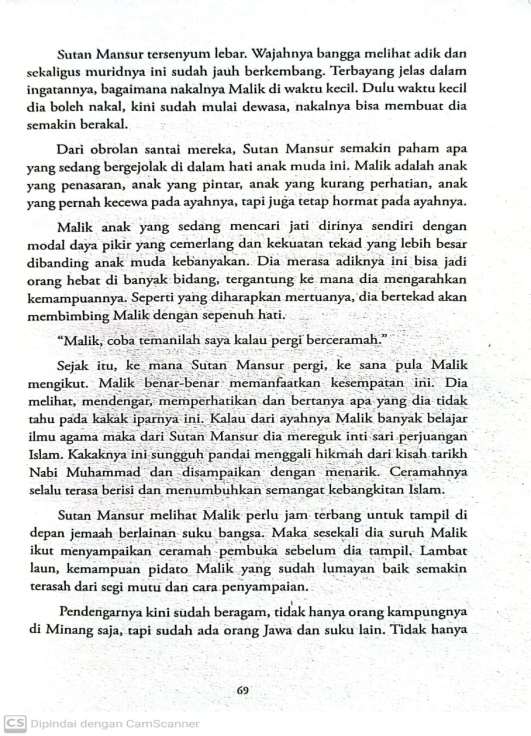 Sutan Mansur tersenyum lebar. Wajahnya bangga melihat adik dan
sekaligus muridnya ini sudah jauh berkembang. Terbayang jelas dalam
ingatannya, bagaimana nakalnya Malik di waktu kecil. Dulu waktu kecil
dia boleh nakal, kini sudah mulai dewasa, nakalnya bisa membuat dia
semakin berakal.
Dari obrolan santai mereka, Sutan Mansur semakin paham apa
yang sedang bergejolak di dalam hati anak muda ini. Malik adalah anak
yang penasaran, anak yang pintar, anak yang kurang perhatian, anak
yang pernah kecewa pada ayahnya, tapi juga tetap hormat pada ayahnya.
Malik anak yang sedang mencari jati dirinya sendiri dengan
modal daya pikir yang cemerlang dan kekuatan tekad yang lebih besar
dibanding anak muda kebanyakan. Dia merasa adiknya ini bisa jadi
orang hebat di banyak bidang, tergantung ke mana dia mengarahkan
kemampuannya. Seperti yang diharapkan mertuanya, dia bertekad akan
membimbing Malik dengan sepenuh hati.
“Malik, coba temanilah saya kalau pergi berceramah.”
Sejak itu, ke mana Sutan Mansur pergi, ke sana pula Malik
mengikut. Malik benar-benar memanfaatkan kesempatan ini. Dia
melihat, mendengar, memperhatikan dan bertanya apa yang dia tidak
tahu pada kakak iparnya ini. Kalau dari ayahnya Malik banyak belajar
ilmu agama maka dari Sutan Mansur dia mereguk inti sari perjuangan
Islam. Kakaknya ini sungguh pandai menggali hikmah dari kisah tarikh
Nabi Muhammad dan disampaikan dengan menarik. Ceramahnya
selalu terasa berisi dan menumbuhkan semangat kebangkitan Islam.
Sutan Mansur melihat Malik perlu jam terbang untuk tampil di
depan jemaah berlainan suku bangsa. Maka sesekali dia suruh Malik
ikut menyampaikan ceramah pembuka sebelum dia tampil. Lambat
laun, kemampuan pidato Malik yang sudah lumayan baik semakin
terasah dari segi mutu dan cara penyampaian.
Pendengarnya kini sudah beragam, tidak hanya orang kampungnya
di Minang saja, tapi sudah ada orang Jawa dan suku lain. Tidak hanya
69
CS Dipindai dengan CamScanner